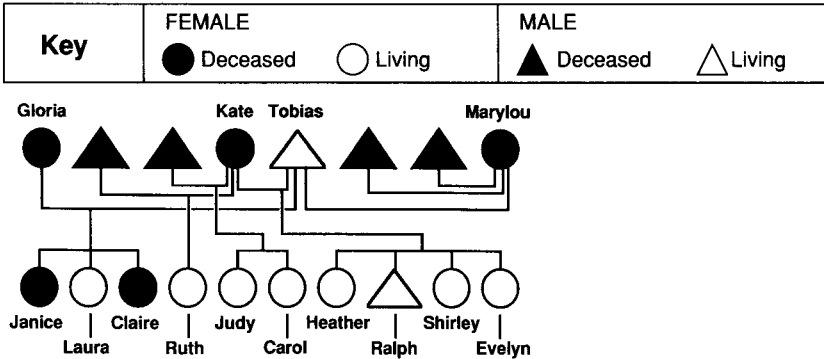 Key
FEMALE
Deceased Living
MALE
Deceased Living
Gloria Kate Tobias Marylou
Janice Claire Judy Heather Shirley
Laura Ruth Carol Ralph Evelyn